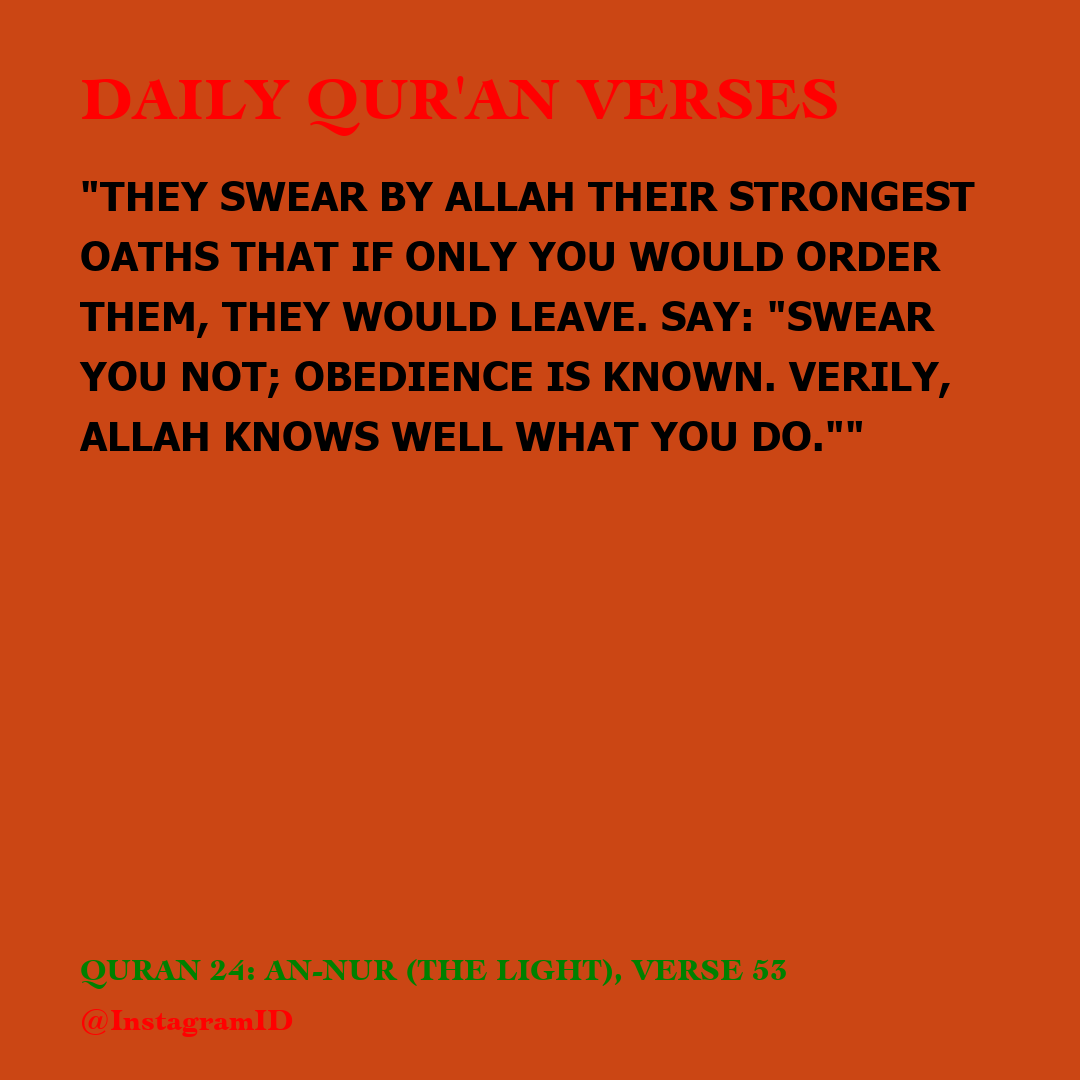 DAILY QUR'AN VERSES
"THEY SWEAR BY ALLAH THEIR STRONGEST
OATHS THAT IF ONLY YOU WOULD ORDER
THEM, THEY WOULD LEAVE. SAY: "SWEAR
YOU NOT; OBEDIENCE IS KNOWN. VERILY,
ALLAH KNOWS WELL WHAT YOU DO.""
QURAN 24: AN-NUR (THE LIGHT), VERSE 53
@InstagramID